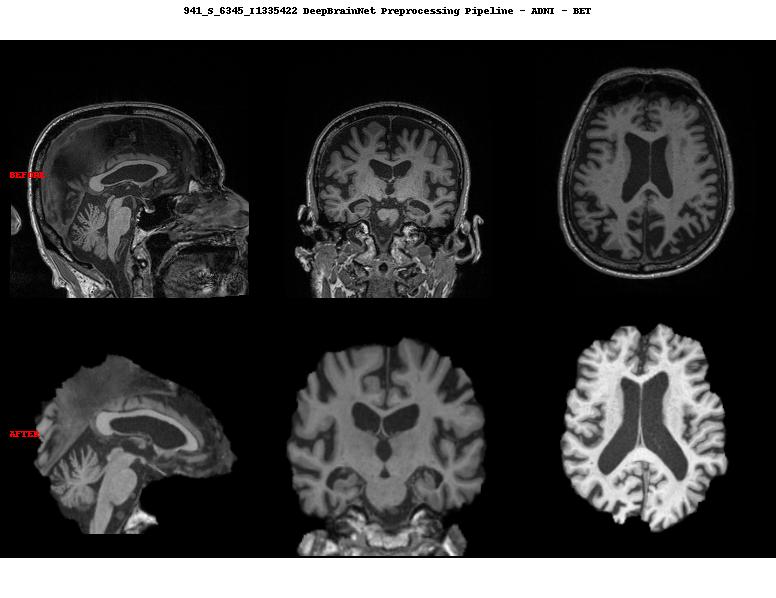 941_S_6345_I1335422 DeepBrainNet Preprocessing Pipeline - ADNI - BET
BEFORE
AFTER